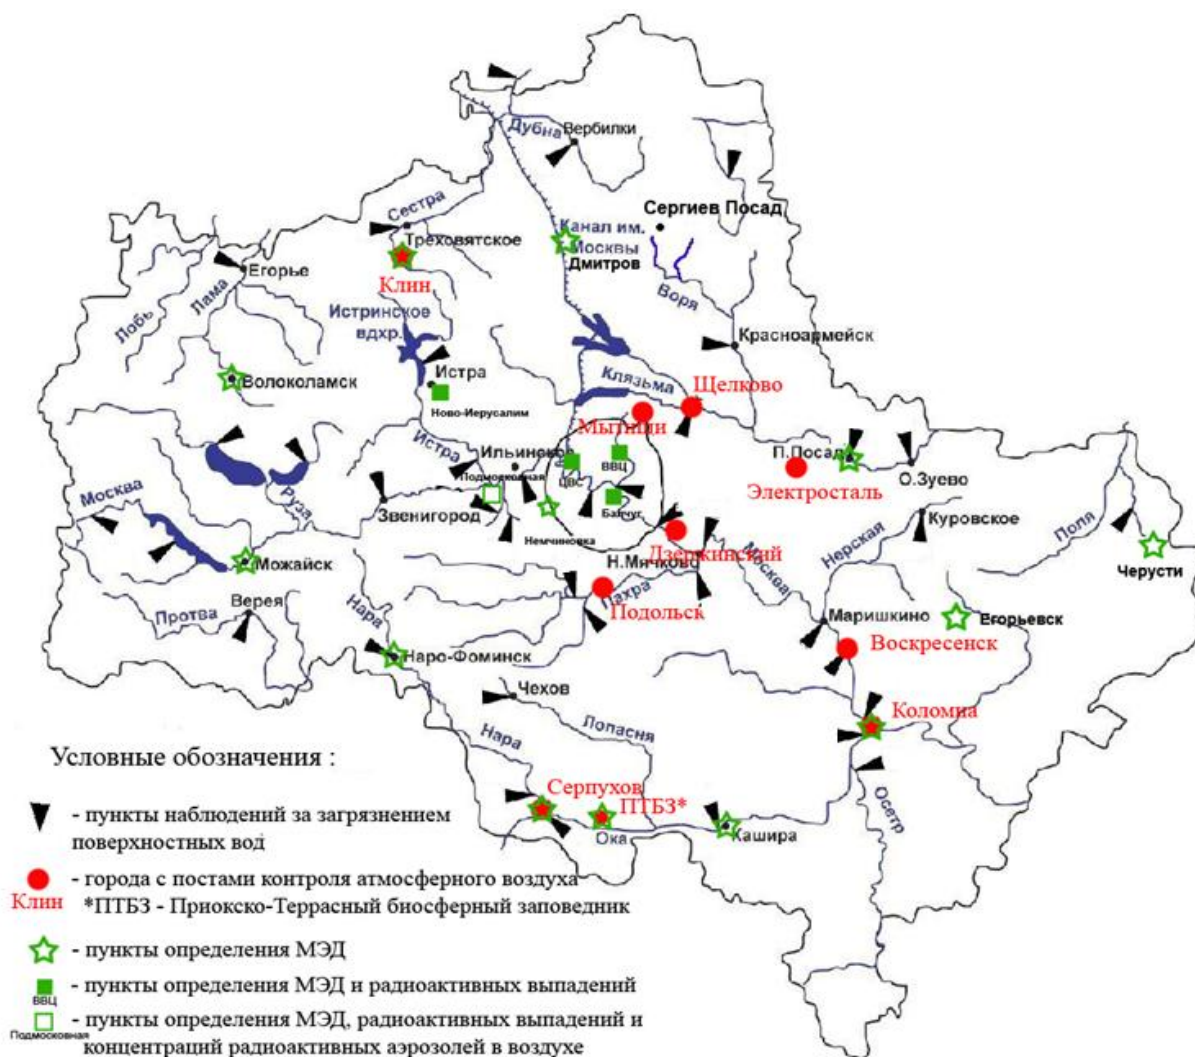 Дубна
Вербилки
Сестра
Сергиев Посад
Канал им.
Москвы
Треховятское
Дмитров
Егорье
Клин
Лама
Лобь
Воря
Истринское
вдхр.
Красноармейск
Волоколамск
Истра
Клязьма
Щелково
Ново-Иерусалим
Мытищи
Истра
Ильинское
П.Посад
Подмосковная
ЦВС
ВВЦ
Электросталь
О.Зуево
Москва
Руза
Звенигород
Балчуг
Куровское
Немчиновка
Дзержинский
Москва
Нерская
Поля
Можайск
Н.Мячково
Черусти
Пахра
Подольск
Верея
Протва
Нара
Маришкино
Егорьевск
Воскресенск
Наро-Фоминск
Чехов
Лопасня
Коломна
Нара
Серпухов
ПТБЗ*
Ока
Кашира
Осетр
Условные обозначения :
- пункты наблюдений за загрязнением
поверхностных вод
- города с постами контроля атмосферного воздуха
Клин
*ПТБЗ - Приокско-Террасный биосферный заповедник
- пункты определения МЭД
- пункты определения МЭД и радиоактивных выпадений
ВВЦ
- пункты определения МЭД, радиоактивных выпадений и
Подмосковная
концентраций радиоактивных аэрозолей в воздухе